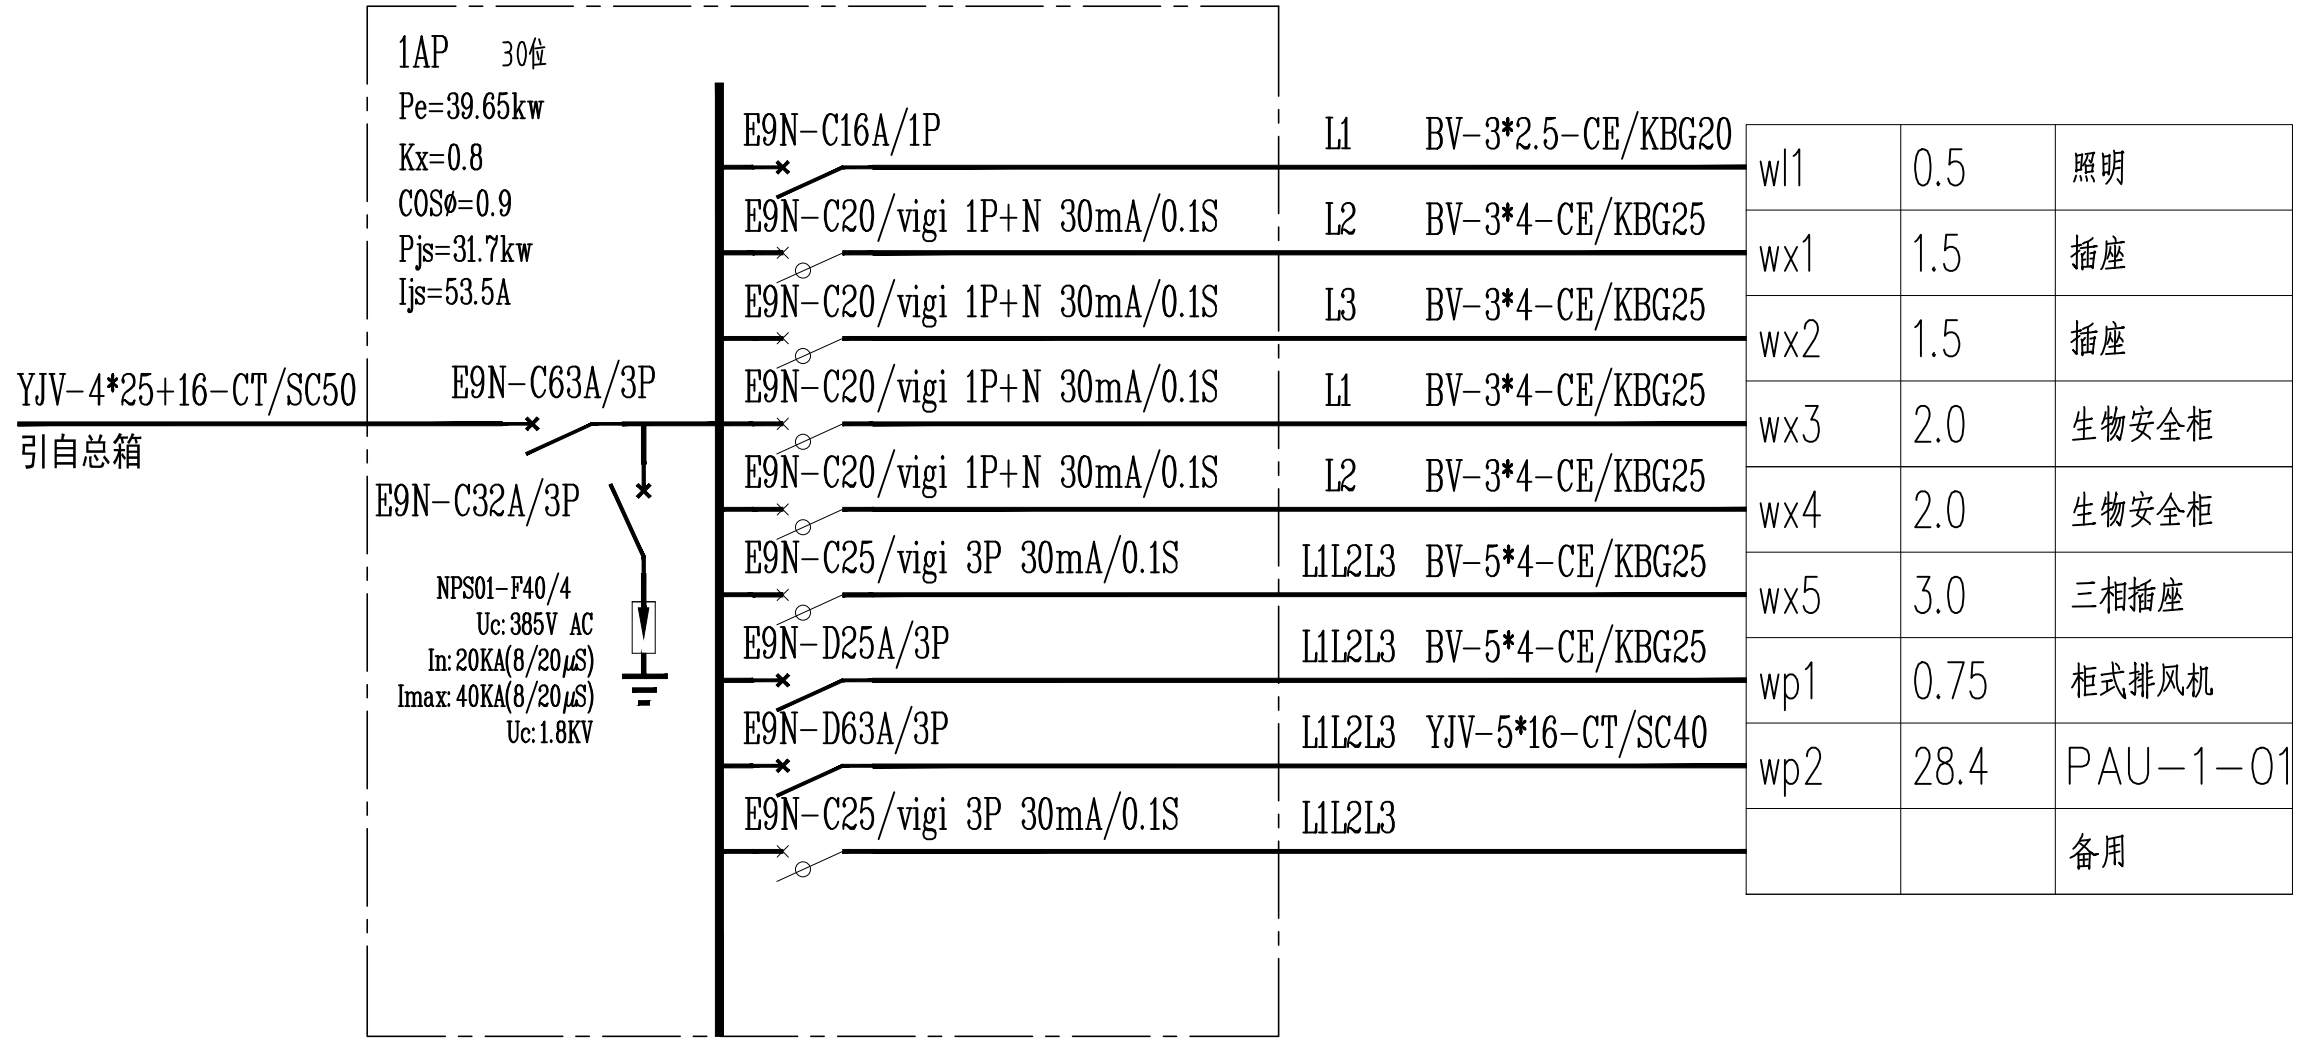 1AP 30位
Pe=39.65kw
Kx=0.8
COSø=0.9
Pjs=31.7kw
Ijs=53.5A
YJV-4*25+16-CT/SC50
引自总箱
E9N-C63A/3P
E9N-C32A/3P
NPS01-F40/4
Uc:385V AC
In:20KA(8/20μS)
Imax:40KA(8/20μS)
Uc:1.8KV
E9N-C16A/1P L1 BV-3*2.5-CE/KBG20 wl1 0.5 照明
E9N-C20/vigi 1P+N 30mA/0.1S L2 BV-3*4-CE/KBG25 wx1 1.5 插座
E9N-C20/vigi 1P+N 30mA/0.1S L3 BV-3*4-CE/KBG25 wx2 1.5 插座
E9N-C20/vigi 1P+N 30mA/0.1S L1 BV-3*4-CE/KBG25 wx3 2.0 生物安全柜
E9N-C20/vigi 1P+N 30mA/0.1S L2 BV-3*4-CE/KBG25 wx4 2.0 生物安全柜
E9N-C25/vigi 3P 30mA/0.1S L1L2L3 BV-5*4-CE/KBG25 wx5 3.0 三相插座
E9N-D25A/3P L1L2L3 BV-5*4-CE/KBG25 wp1 0.75 柜式排风机
E9N-D63A/3P L1L2L3 YJV-5*16-CT/SC40 wp2 28.4 PAU-1-01
E9N-C25/vigi 3P 30mA/0.1S L1L2L3 备用